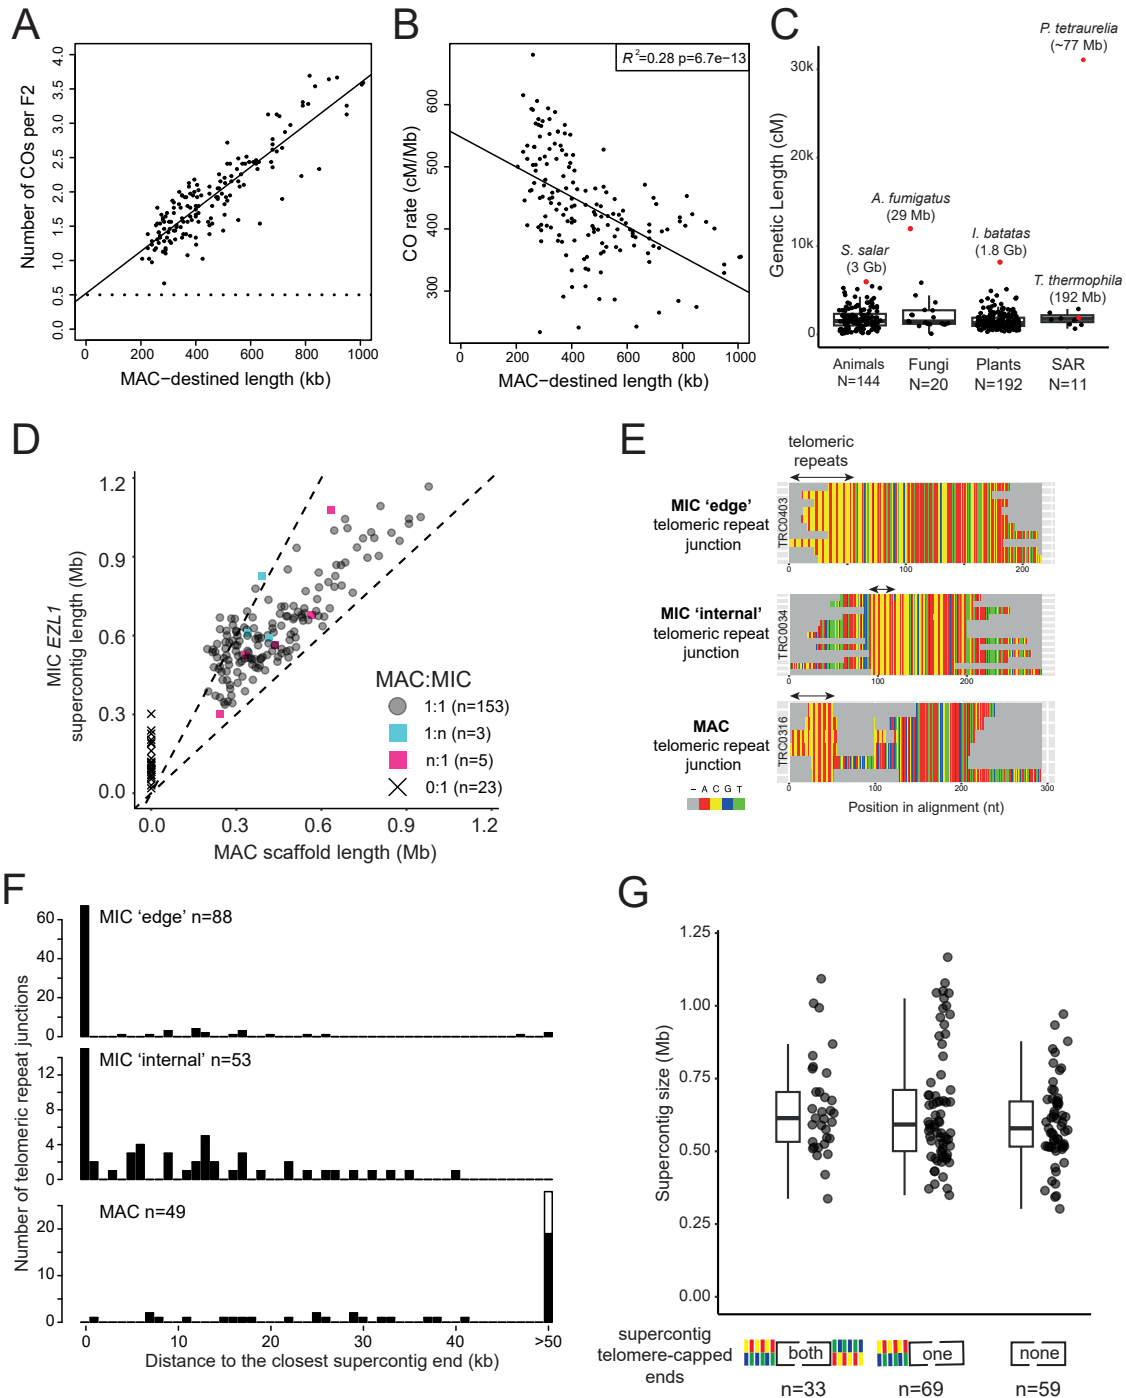 A
Number of COs per F2
4.0
3.5
3.0
2.5
2.0
1.5
1.0
0.5
0.0
0
200
400
600
800
1000
MAC−destined length (kb)
B
R²=0.28 p=6.7e−13
CO rate (cM/Mb)
600
500
400
300
0
200
400
600
800
1000
MAC−destined length (kb)
C
P. tetraurelia
(~77 Mb)
Genetic Length (cM)
30k
20k
10k
0
A. fumigatus
(29 Mb)
S. salar
(3 Gb)
I. batatas
(1.8 Gb)
T. thermophila
(192 Mb)
Animals
N=144
Fungi
N=20
Plants
N=192
SAR
N=11
D
MIC EZL1
supercontig length (Mb)
1.2
0.9
0.6
0.3
0.0
MAC:MIC
1:1 (n=153)
1:n (n=3)
n:1 (n=5)
0:1 (n=23)
0.0
0.3
0.6
0.9
1.2
MAC scaffold length (Mb)
E
telomeric
repeats
MIC ‘edge’
telomeric repeat
junction
TRC0403
0
100
200
MIC ‘internal’
telomeric repeat
junction
TRC0034
0
100
200
MAC
telomeric repeat
junction
TRC0316
− A C G T
0
100
200
300
Position in alignment (nt)
F
Number of telomeric repeat junctions
MIC ‘edge’ n=88
60
40
20
0
MIC ‘internal’ n=53
12
8
4
0
MAC n=49
20
10
0
0
10
20
30
40
>50
Distance to the closest supercontig end (kb)
G
Supercontig size (Mb)
1.25
1.00
0.75
0.50
0.25
0.00
supercontig
telomere-capped
ends
both
one
none
n=33
n=69
n=59